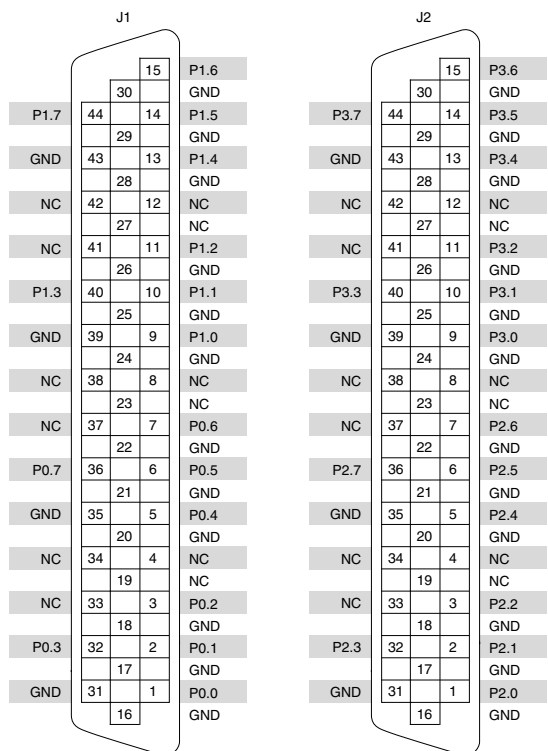 J1 J2
15 P1.6 15 P3.6
30 GND 30 GND
P1.7 44 14 P1.5 P3.7 44 14 P3.5
29 GND 29 GND
GND 43 13 P1.4 GND 43 13 P3.4
28 GND 28 GND
NC 42 12 NC NC 42 12 NC
27 NC 27 NC
NC 41 11 P1.2 NC 41 11 P3.2
26 GND 26 GND
P1.3 40 10 P1.1 P3.3 40 10 P3.1
25 GND 25 GND
GND 39 9 P1.0 GND 39 9 P3.0
24 GND 24 GND
NC 38 8 NC NC 38 8 NC
23 NC 23 NC
NC 37 7 P0.6 NC 37 7 P2.6
22 GND 22 GND
P0.7 36 6 P0.5 P2.7 36 6 P2.5
21 GND 21 GND
GND 35 5 P0.4 GND 35 5 P2.4
20 GND 20 GND
NC 34 4 NC NC 34 4 NC
19 NC 19 NC
NC 33 3 P0.2 NC 33 3 P2.2
18 GND 18 GND
P0.3 32 2 P0.1 P2.3 32 2 P2.1
17 GND 17 GND
GND 31 1 P0.0 GND 31 1 P2.0
16 GND 16 GND